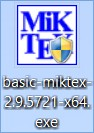 MiK
TEX
basic-miktex-
2.9.5721-x64.
exe